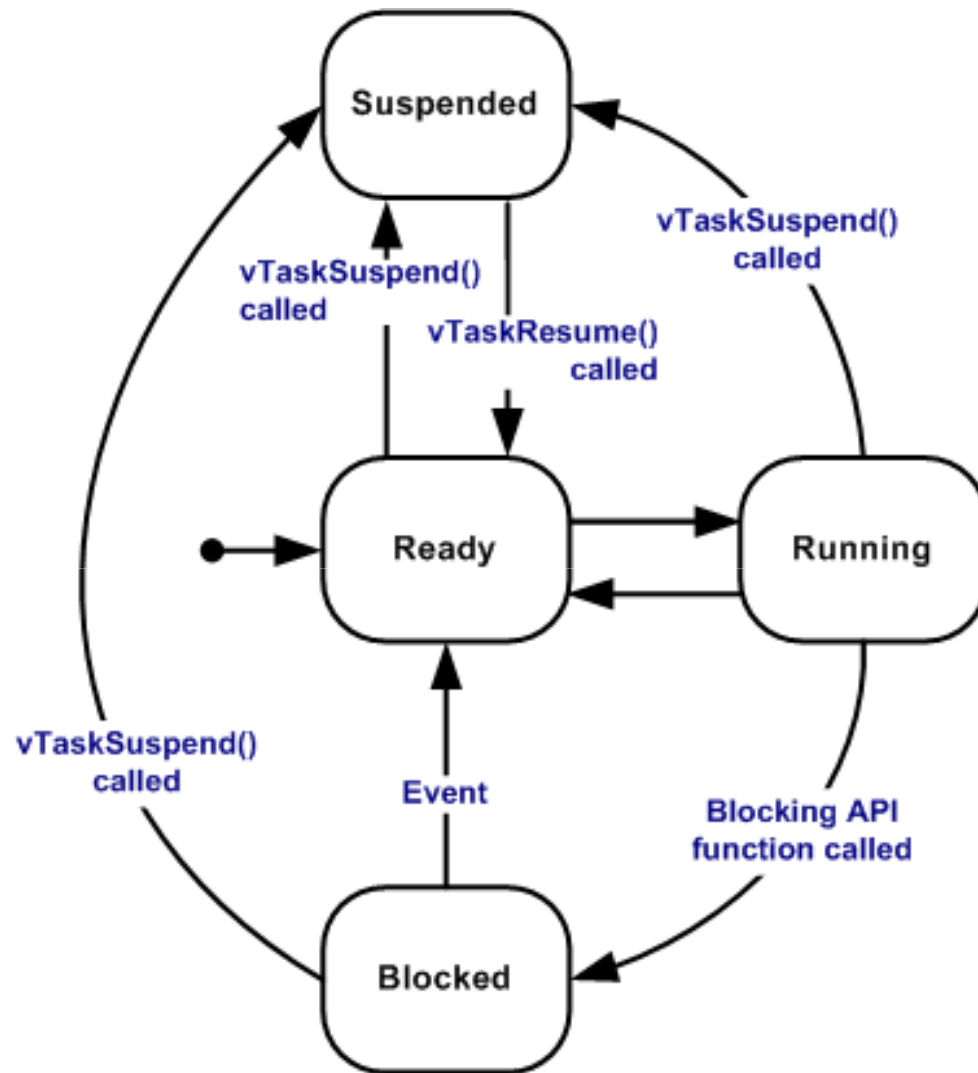 Suspended
vTaskSuspend()
called
vTaskSuspend()
called
vTaskResume()
called
Ready
Running
vTaskSuspend()
called
Event
Blocking API
function called
Blocked